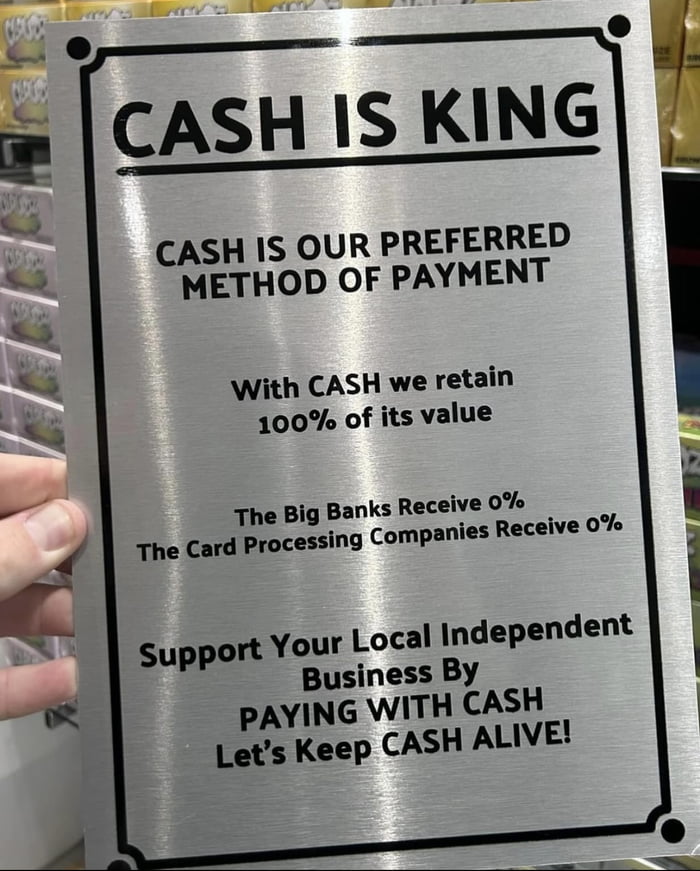 CASH IS KING
CASH IS OUR PREFERRED
METHOD OF PAYMENT
With CASH we retain
100% of its value
The Big Banks Receive 0%
The Card Processing Companies Receive 0%
Support Your Local Independent
Business By
PAYING WITH CASH
Let's Keep CASH ALIVE!